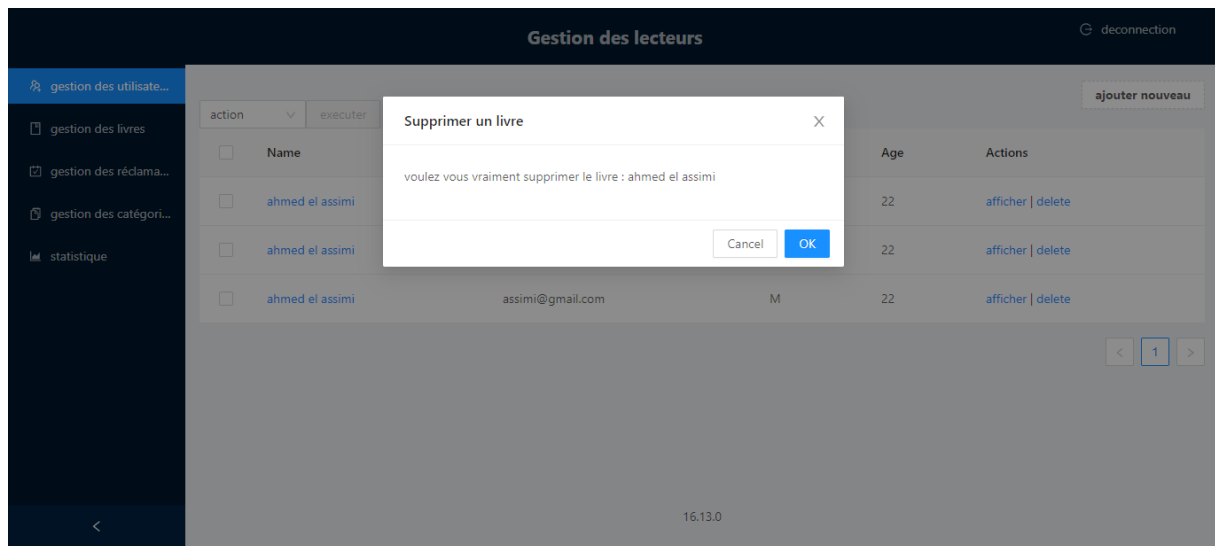 Gestion des lecteurs
deconnection
gestion des utilisate...
gestion des livres
gestion des réclama...
gestion des catégori...
statistique
ajouter nouveau
action executer
Supprimer un livre
voulez vous vraiment supprimer le livre : ahmed el assimi
Cancel OK
Name Age Actions
ahmed el assimi 22 afficher | delete
ahmed el assimi 22 afficher | delete
ahmed el assimi assimi@gmail.com M 22 afficher | delete
< 1 >
16.13.0